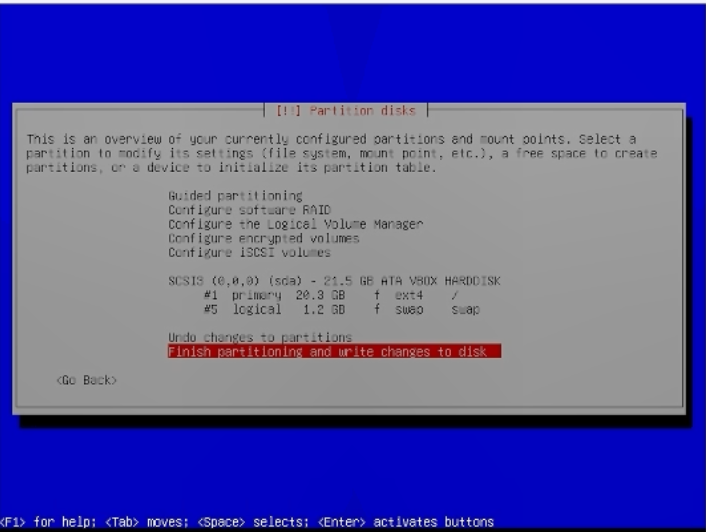 [!!] Partition disks
This is an overview of your currently configured partitions and mount points. Select a
partition to modify its settings (file system, mount point, etc.), a free space to create
partitions, or a device to initialize its partition table.
Guided partitioning
Configure software RAID
Configure the Logical Volume Manager
Configure encrypted volumes
Configure iSCSI volumes
SCSI3 (0,0,0) (sda) - 21.5 GB ATA VBOX HARDDISK
#1 primary 20.3 GB f ext4 /
#5 logical 1.2 GB f swap swap
Undo changes to partitions
Finish partitioning and write changes to disk
<Go Back>
<F1> for help; <Tab> moves; <Space> selects; <Enter> activates buttons